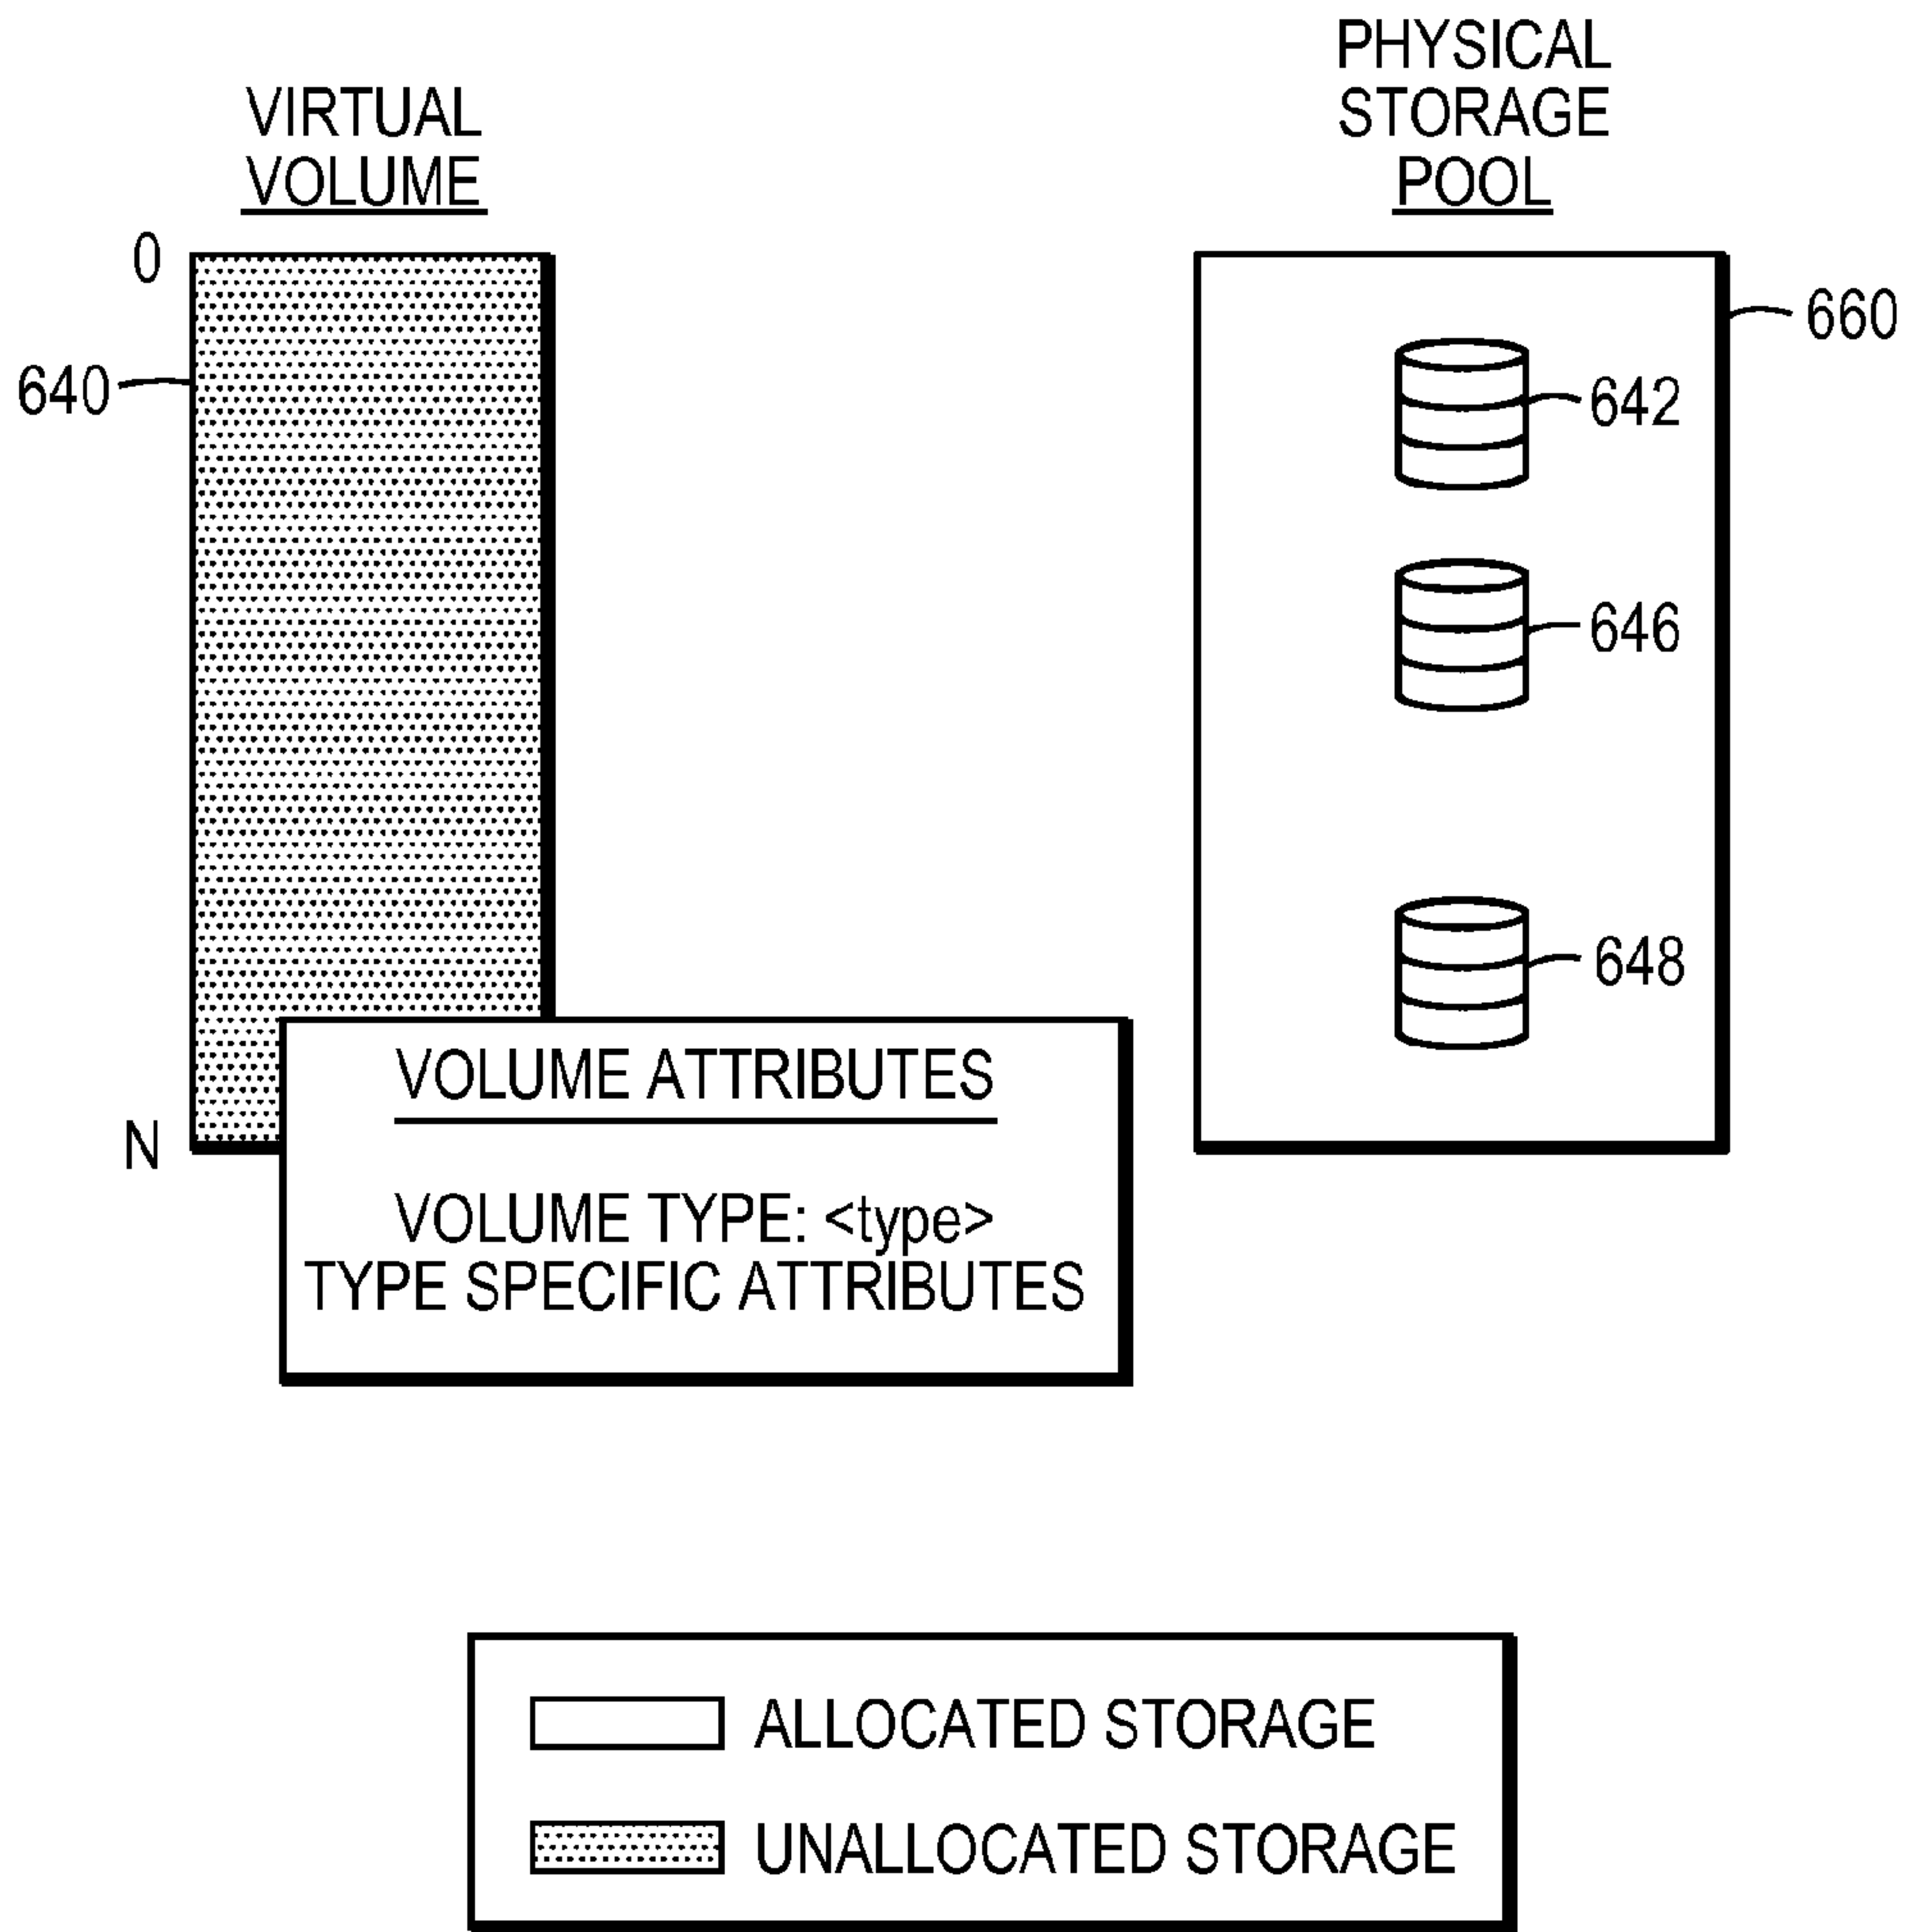 VIRTUAL
VOLUME
PHYSICAL
STORAGE
POOL
0
640
N
660
642
646
648
VOLUME ATTRIBUTES
VOLUME TYPE: <type>
TYPE SPECIFIC ATTRIBUTES
ALLOCATED STORAGE
UNALLOCATED STORAGE